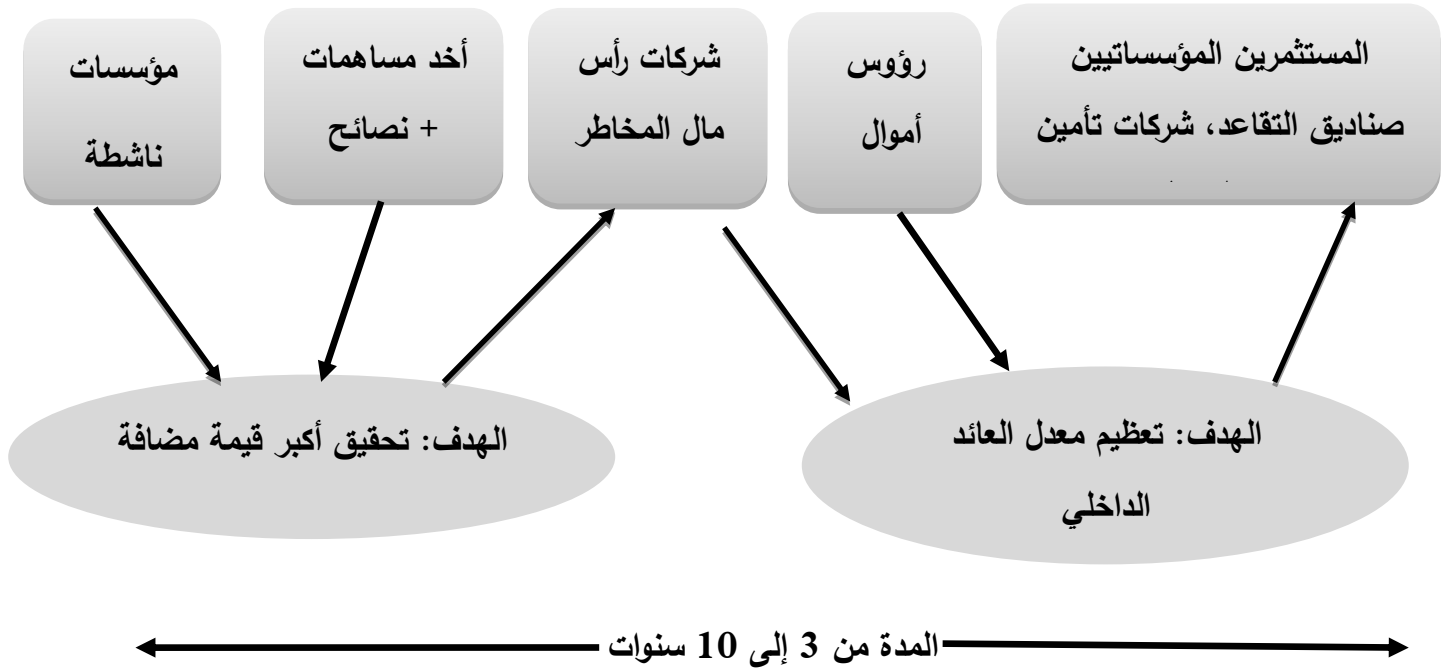 المستثمرين المؤسساتيين
صناديق التقاعد، شركات تأمين
رؤوس
أموال
شركات رأس
مال المخاطر
أخد مساهمات
+ نصائح
مؤسسات
ناشطة
الهدف: تعظيم معدل العائد
الداخلي
الهدف: تحقيق أكبر قيمة مضافة
المدة من 3 إلى 10 سنوات